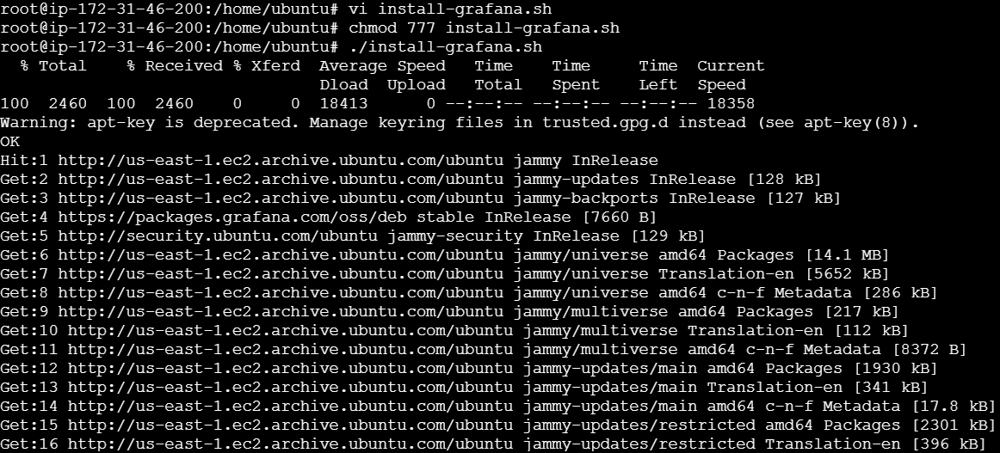 root@ip-172-31-46-200:/home/ubuntu# vi install-grafana.sh
root@ip-172-31-46-200:/home/ubuntu# chmod 777 install-grafana.sh
root@ip-172-31-46-200:/home/ubuntu# ./install-grafana.sh
  % Total    % Received % Xferd  Average Speed   Time    Time     Time  Current
                                 Dload  Upload   Total   Spent    Left  Speed
100  2460  100  2460    0     0  18413      0 --:--:-- --:--:-- --:--:-- 18358
Warning: apt-key is deprecated. Manage keyring files in trusted.gpg.d instead (see apt-key(8)).
OK
Hit:1 http://us-east-1.ec2.archive.ubuntu.com/ubuntu jammy InRelease
Get:2 http://us-east-1.ec2.archive.ubuntu.com/ubuntu jammy-updates InRelease [128 kB]
Get:3 http://us-east-1.ec2.archive.ubuntu.com/ubuntu jammy-backports InRelease [127 kB]
Get:4 https://packages.grafana.com/oss/deb stable InRelease [7660 B]
Get:5 http://security.ubuntu.com/ubuntu jammy-security InRelease [129 kB]
Get:6 http://us-east-1.ec2.archive.ubuntu.com/ubuntu jammy/universe amd64 Packages [14.1 MB]
Get:7 http://us-east-1.ec2.archive.ubuntu.com/ubuntu jammy/universe Translation-en [5652 kB]
Get:8 http://us-east-1.ec2.archive.ubuntu.com/ubuntu jammy/universe amd64 c-n-f Metadata [286 kB]
Get:9 http://us-east-1.ec2.archive.ubuntu.com/ubuntu jammy/multiverse amd64 Packages [217 kB]
Get:10 http://us-east-1.ec2.archive.ubuntu.com/ubuntu jammy/multiverse Translation-en [112 kB]
Get:11 http://us-east-1.ec2.archive.ubuntu.com/ubuntu jammy/multiverse amd64 c-n-f Metadata [8372 B]
Get:12 http://us-east-1.ec2.archive.ubuntu.com/ubuntu jammy-updates/main amd64 Packages [1930 kB]
Get:13 http://us-east-1.ec2.archive.ubuntu.com/ubuntu jammy-updates/main Translation-en [341 kB]
Get:14 http://us-east-1.ec2.archive.ubuntu.com/ubuntu jammy-updates/main amd64 c-n-f Metadata [17.8 kB]
Get:15 http://us-east-1.ec2.archive.ubuntu.com/ubuntu jammy-updates/restricted amd64 Packages [2301 kB]
Get:16 http://us-east-1.ec2.archive.ubuntu.com/ubuntu jammy-updates/restricted Translation-en [396 kB]